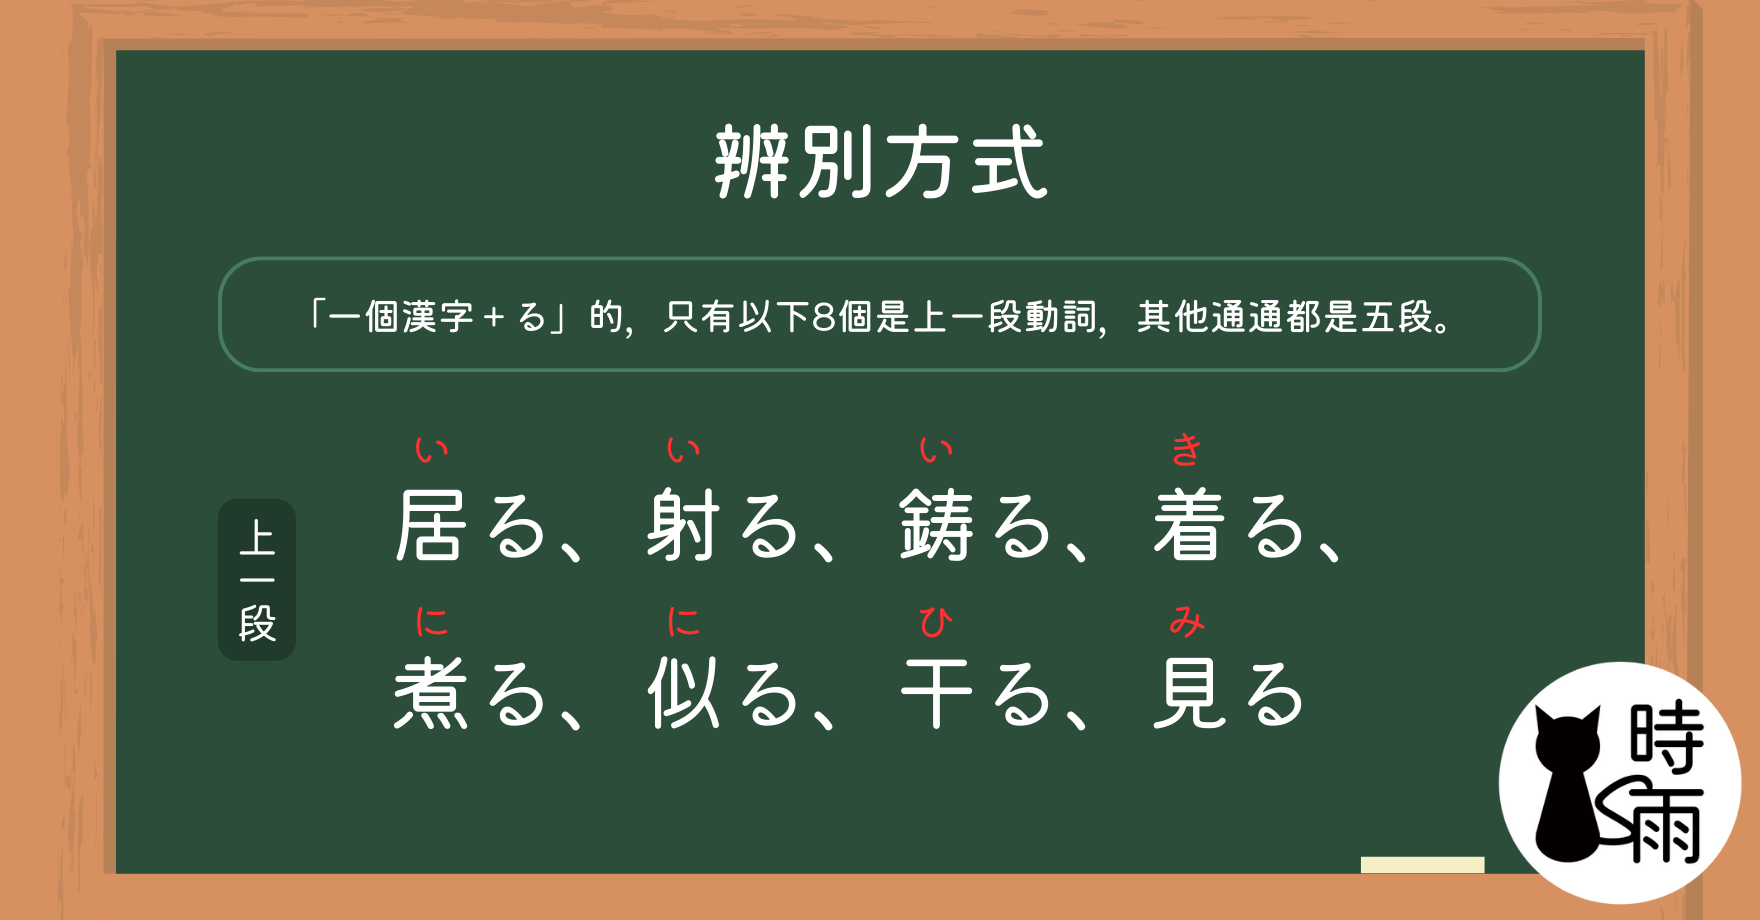 辨別方式
「一個漢字＋る」的，只有以下8個是上一段動詞，其他通通都是五段。
上一段
い い い き
居る、射る、鋳る、着る、
に に ひ み
煮る、似る、干る、見る
時雨